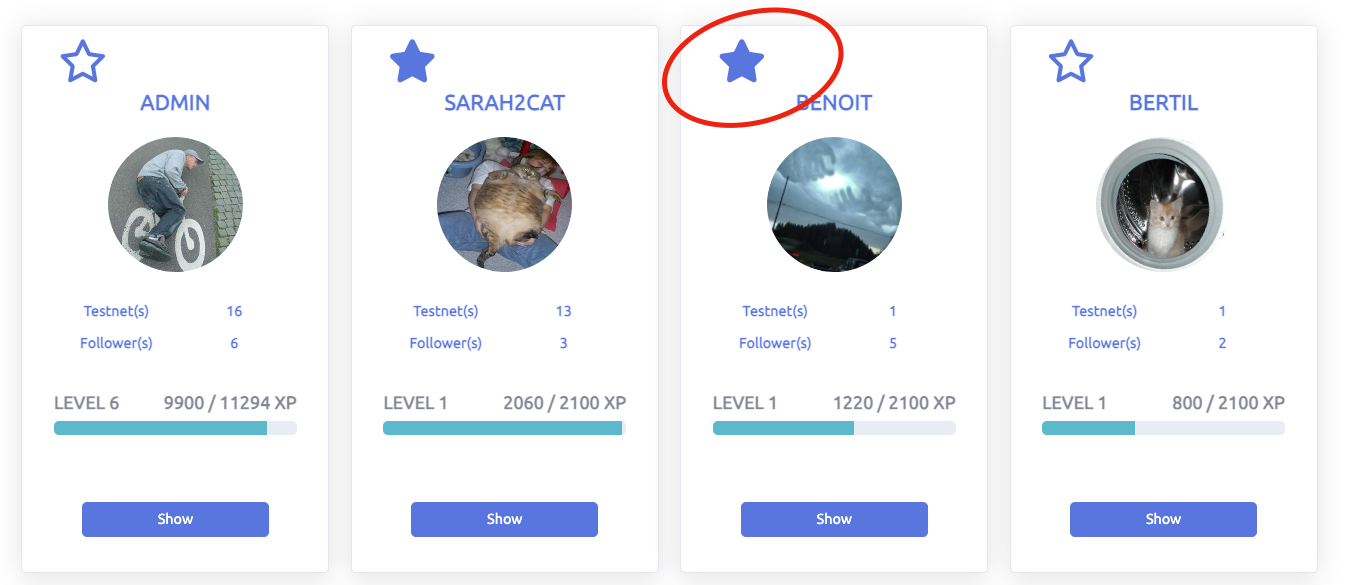 ADMIN
Testnet(s) 16
Follower(s) 6
LEVEL 6 9900 / 11294 XP
Show
SARAH2CAT
Testnet(s) 13
Follower(s) 3
LEVEL 1 2060 / 2100 XP
Show
BENOIT
Testnet(s) 1
Follower(s) 5
LEVEL 1 1220 / 2100 XP
Show
BERTIL
Testnet(s) 1
Follower(s) 2
LEVEL 1 800 / 2100 XP
Show